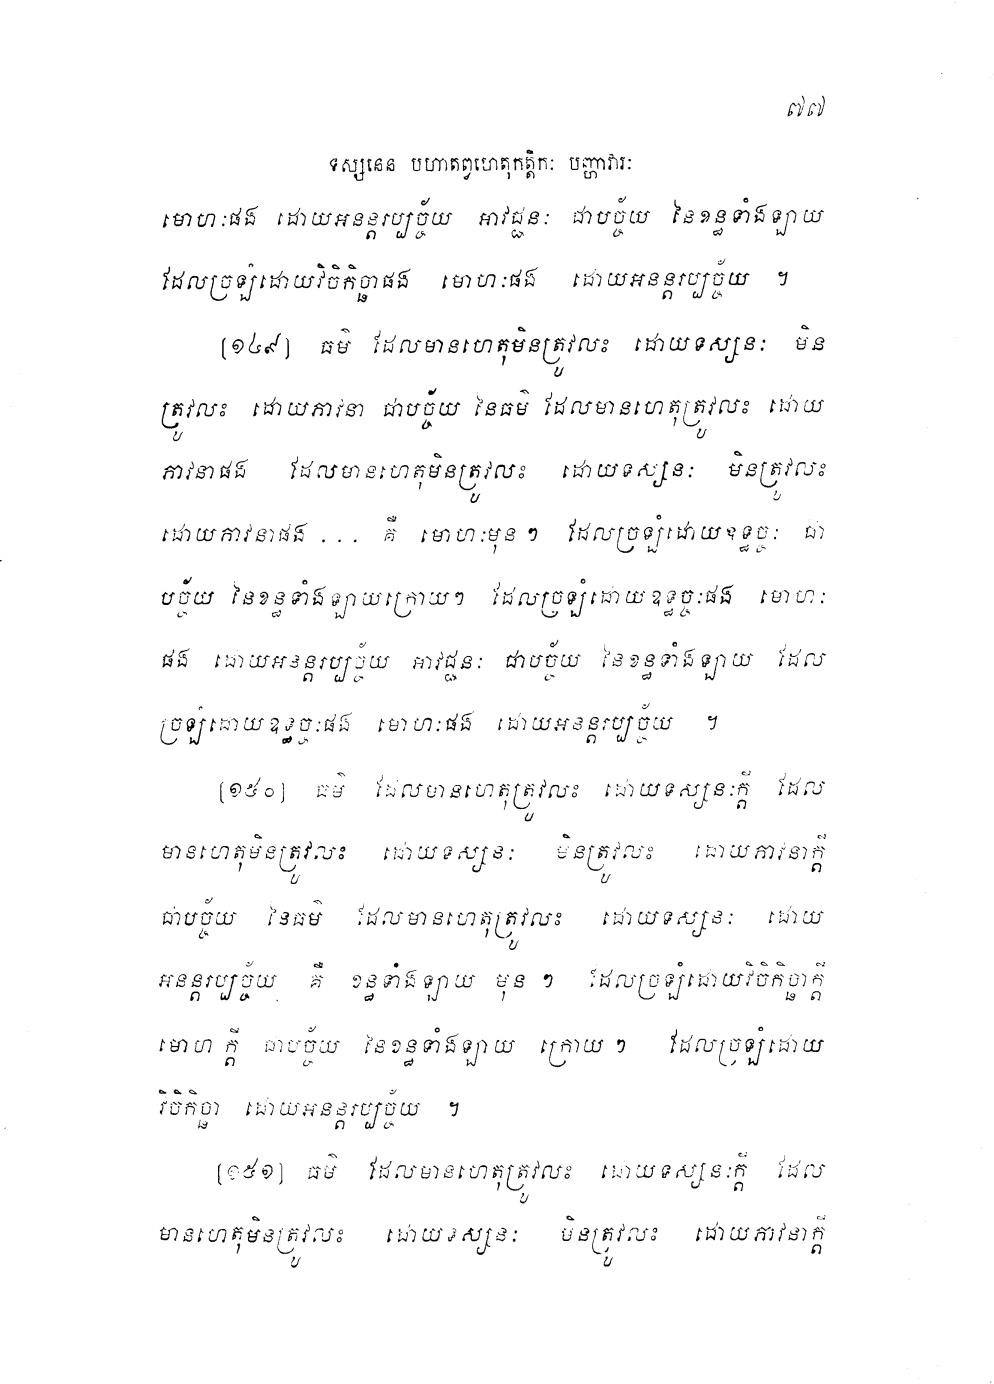 ៧៧
ទស្សនេន បហាតព្វហេតុកត្តិកៈ បញ្ហាវារៈ
មោហៈផង ដោយអនន្តរប្បច្ច័យ អាវជ្ជនៈ ជាបច្ច័យ នៃខន្ធទាំងឡាយ
ដែលច្រឡំដោយវិចិកិច្ឆាផង មោហៈផង ដោយអនន្តរប្បច្ច័យ ។
[១៤៩] ធម៌ ដែលមានហេតុមិនត្រូវលះ ដោយទស្សនៈ មិន
ត្រូវលះ ដោយភាវនា ជាបច្ច័យ នៃធម៌ ដែលមានហេតុត្រូវលះ ដោយ
ភាវនាផង ដែលមានហេតុមិនត្រូវលះ ដោយទស្សនៈ មិនត្រូវលះ
ដោយភាវនាផង ... គឺ មោហៈមុន ៗ ដែលច្រឡំដោយឧទ្ធច្ចៈ ជា
បច្ច័យ នៃខន្ធទាំងឡាយក្រោយៗ ដែលច្រឡំដោយឧទ្ធច្ចៈផង មោហៈ
ផង ដោយអនន្តរប្បច្ច័យ អាវជ្ជនៈ ជាបច្ច័យ នៃខន្ធទាំងឡាយ ដែល
ច្រឡំដោយឧទ្ធច្ចៈផង មោហៈផង ដោយអនន្តរប្បច្ច័យ ។
[១៥០] ធម៌ ដែលមានហេតុត្រូវលះ ដោយទស្សនៈក្តី ដែល
មានហេតុមិនត្រូវលះ ដោយទស្សនៈ មិនត្រូវលះ ដោយភាវនាក្តី
ជាបច្ច័យ នៃធម៌ ដែលមានហេតុត្រូវលះ ដោយទស្សនៈ ដោយ
អនន្តរប្បច្ច័យ គឺ ខន្ធទាំងឡាយ មុន ៗ ដែលច្រឡំដោយវិចិកិច្ឆាក្តី
មោហ ក្តី ជាបច្ច័យ នៃខន្ធទាំងឡាយ ក្រោយ ៗ ដែលច្រឡំដោយ
វិចិកិច្ឆា ដោយអនន្តរប្បច្ច័យ ។
[១៥១] ធម៌ ដែលមានហេតុត្រូវលះ ដោយទស្សនៈក្តី ដែល
មានហេតុមិនត្រូវលះ ដោយទស្សនៈ មិនត្រូវលះ ដោយភាវនាក្តី